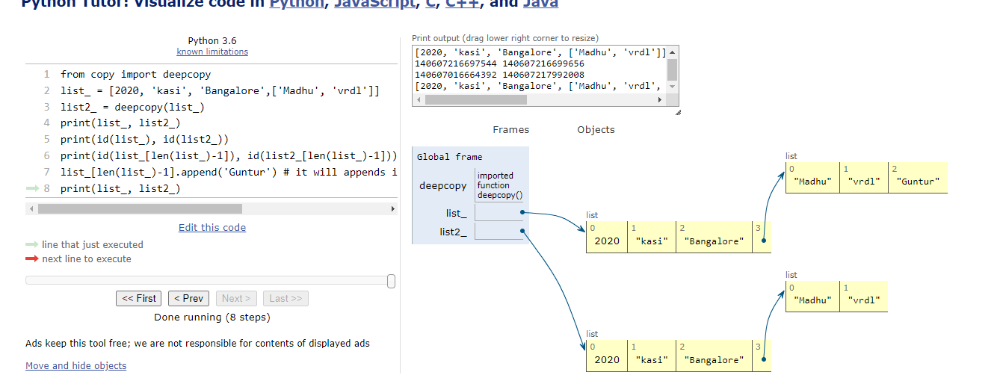 Python Tutor: Visualize code in Python, JavaScript, C, C++, and Java
Python 3.6
known limitations
1 from copy import deepcopy
2 list_ = [2020, 'kasi', 'Bangalore',['Madhu', 'vrdl']]
3 list2_ = deepcopy(list_)
4 print(list_, list2_)
5 print(id(list_), id(list2_))
6 print(id(list_[len(list_)-1]), id(list2_[len(list_)-1]))
7 list_[len(list_)-1].append('Guntur') # it will appends i
8 print(list_, list2_)
Edit this code
line that just executed
next line to execute
<< First
< Prev
Next >
Last >>
Done running (8 steps)
Ads keep this tool free; we are not responsible for contents of displayed ads
Move and hide objects
Print output (drag lower right corner to resize)
[2020, 'kasi', 'Bangalore', ['Madhu', 'vrdl']]
140607216697544 140607216699656
140607016664392 140607217992008
[2020, 'kasi', 'Bangalore', ['Madhu', 'vrdl',
Frames
Objects
Global frame
deepcopy
imported
function
deepcopy()
list_
list2_
list
0 1 2
"Madhu" "vrdl" "Guntur"
list
0 1 2 3
2020 "kasi" "Bangalore"
list
0 1
"Madhu" "vrdl"
list
0 1 2 3
2020 "kasi" "Bangalore"